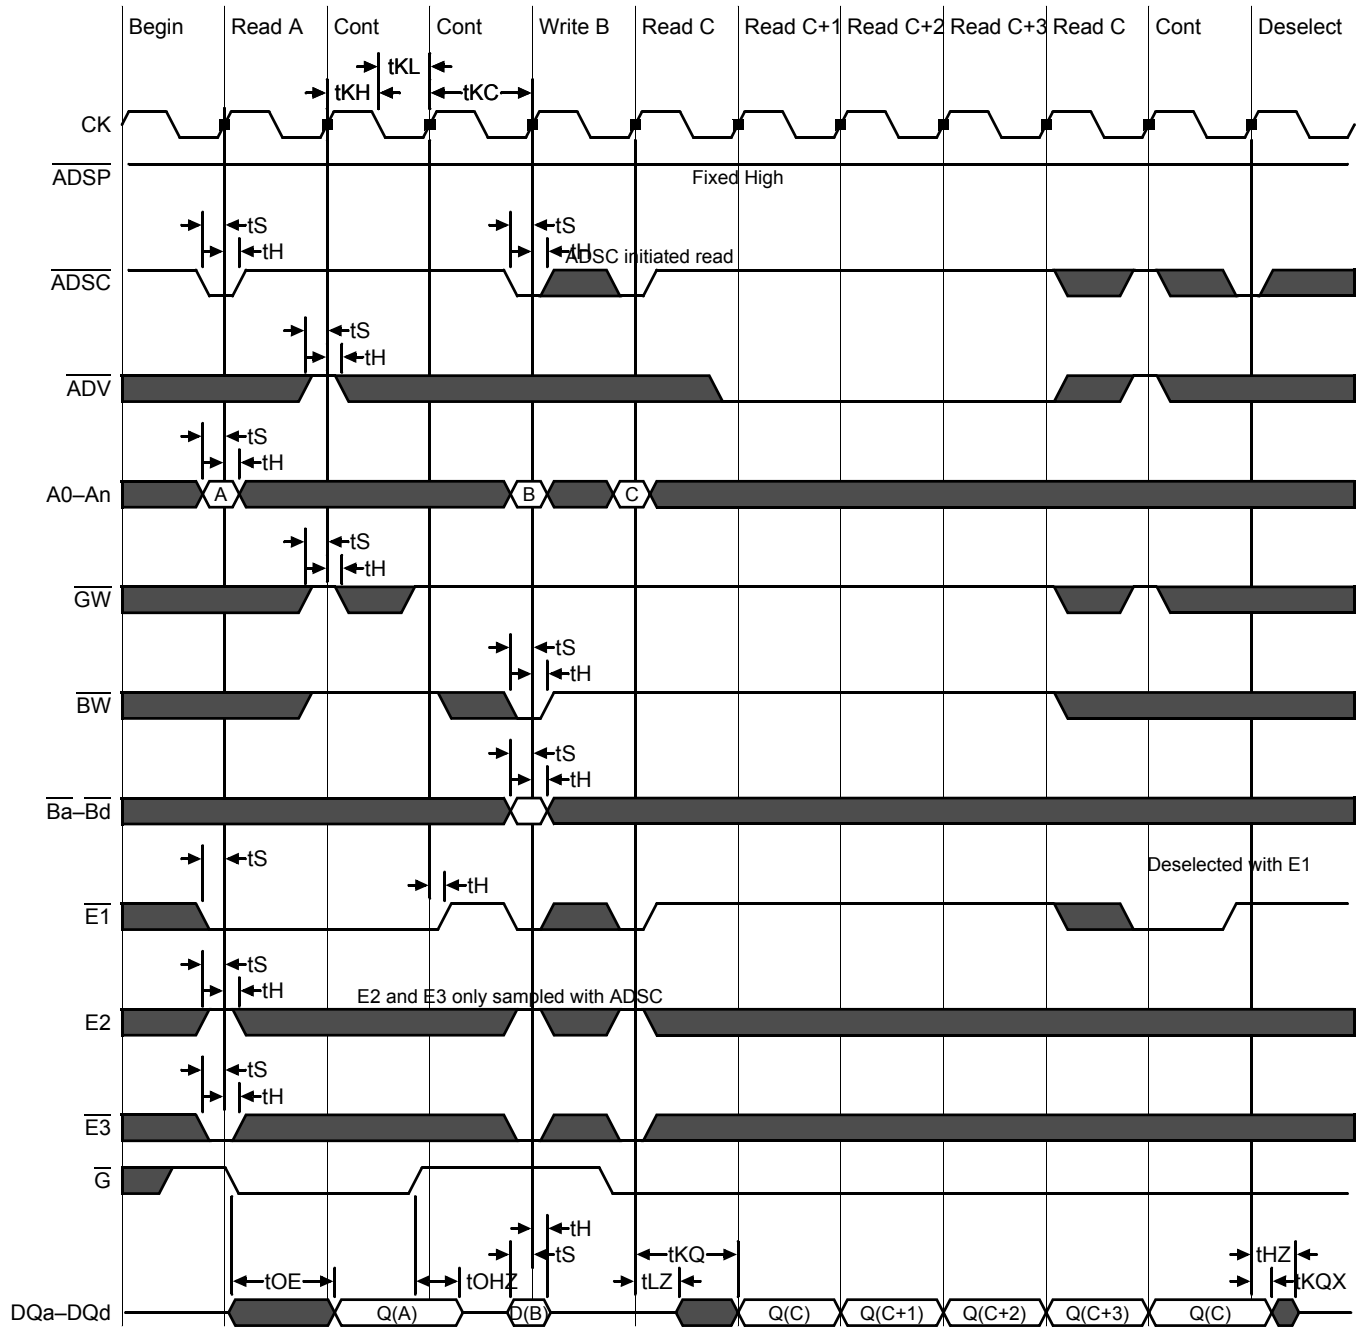 Begin Read A Cont Cont Write B Read C Read C+1 Read C+2 Read C+3 Read C Cont Deselect
tKL
tKH tKC
CK
ADSP
Fixed High
tS tS
tH tH
ADSC initiated read
ADSC
tS
tH
ADV
tS
tH
A0–An A B C
tS
tH
GW
tS
tH
BW
tS
tH
Ba–Bd
tS Deselected with E1
tH
E1
tS
tH
E2 and E3 only sampled with ADSC
E2
tS
tH
E3
G
tH
tS tKQ tHZ
tOE tOHZ tLZ tKQX
DQa–DQd Q(A) D(B) Q(C) Q(C+1) Q(C+2) Q(C+3) Q(C)